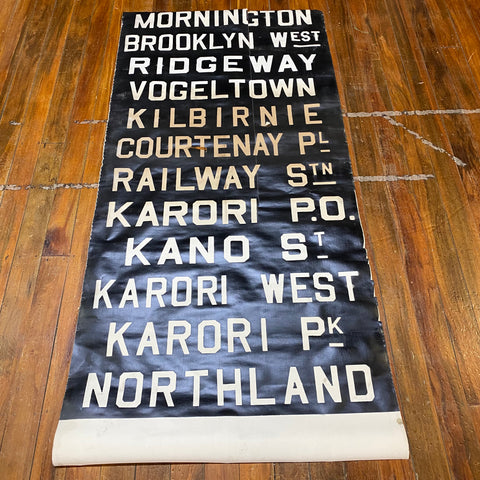 MORNINGTON
BROOKLYN WEST
RIDGEWAY
VOGELTOWN
KILBIRNIE
COURTENAY PL
RAILWAY STN
KARORI P.O.
KANO ST
KARORI WEST
KARORI PK
NORTHLAND